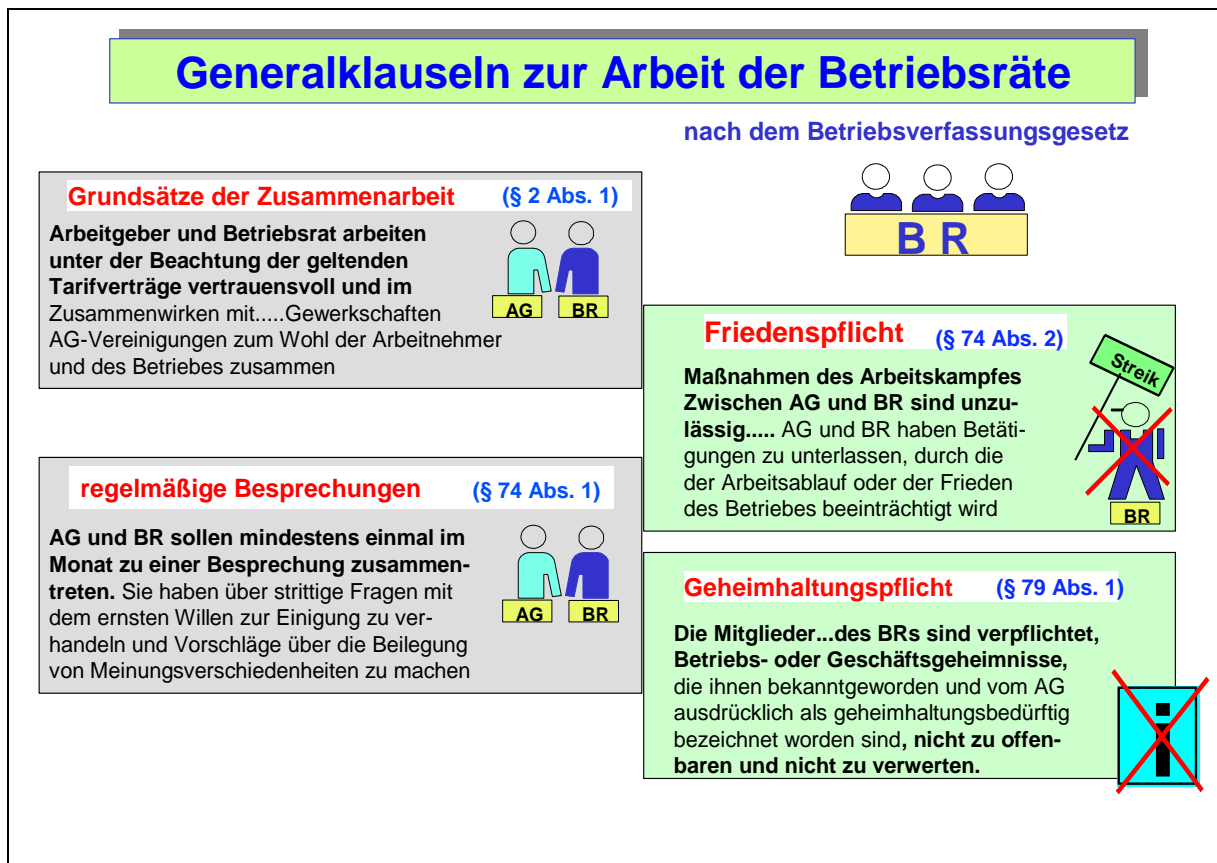 Generalklauseln zur Arbeit der Betriebsräte
nach dem Betriebsverfassungsgesetz
B R
Grundsätze der Zusammenarbeit (§ 2 Abs. 1)
Arbeitgeber und Betriebsrat arbeiten
unter der Beachtung der geltenden
Tarifverträge vertrauensvoll und im
Zusammenwirken mit.....Gewerkschaften
AG-Vereinigungen zum Wohl der Arbeitnehmer
und des Betriebes zusammen
AG BR
regelmäßige Besprechungen (§ 74 Abs. 1)
AG und BR sollen mindestens einmal im
Monat zu einer Besprechung zusammen-
treten. Sie haben über strittige Fragen mit
dem ernsten Willen zur Einigung zu ver-
handeln und Vorschläge über die Beilegung
von Meinungsverschiedenheiten zu machen
AG BR
Friedenspflicht (§ 74 Abs. 2)
Maßnahmen des Arbeitskampfes
Zwischen AG und BR sind unzu-
lässig..... AG und BR haben Betäti-
gungen zu unterlassen, durch die
der Arbeitsablauf oder der Frieden
des Betriebes beeinträchtigt wird
Streik
BR
Geheimhaltungspflicht (§ 79 Abs. 1)
Die Mitglieder...des BRs sind verpflichtet,
Betriebs- oder Geschäftsgeheimnisse,
die ihnen bekanntgeworden und vom AG
ausdrücklich als geheimhaltungsbedürftig
bezeichnet worden sind, nicht zu offen-
baren und nicht zu verwerten.
i